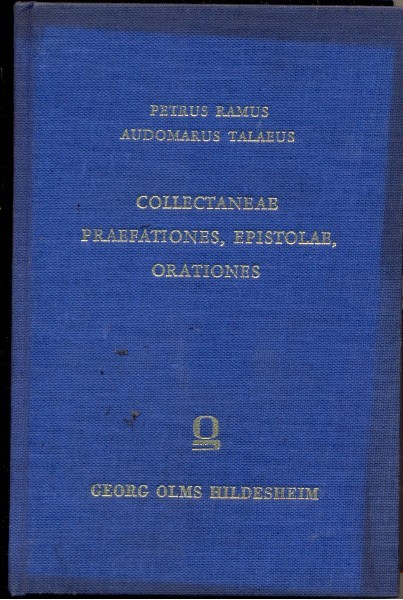 PETRUS RAMUS
AUDOMARUS TALAEUS
COLLECTANEAE
PRAEFATIONES, EPISTOLAE,
ORATIONES
GEORG OLMS HILDESHEIM